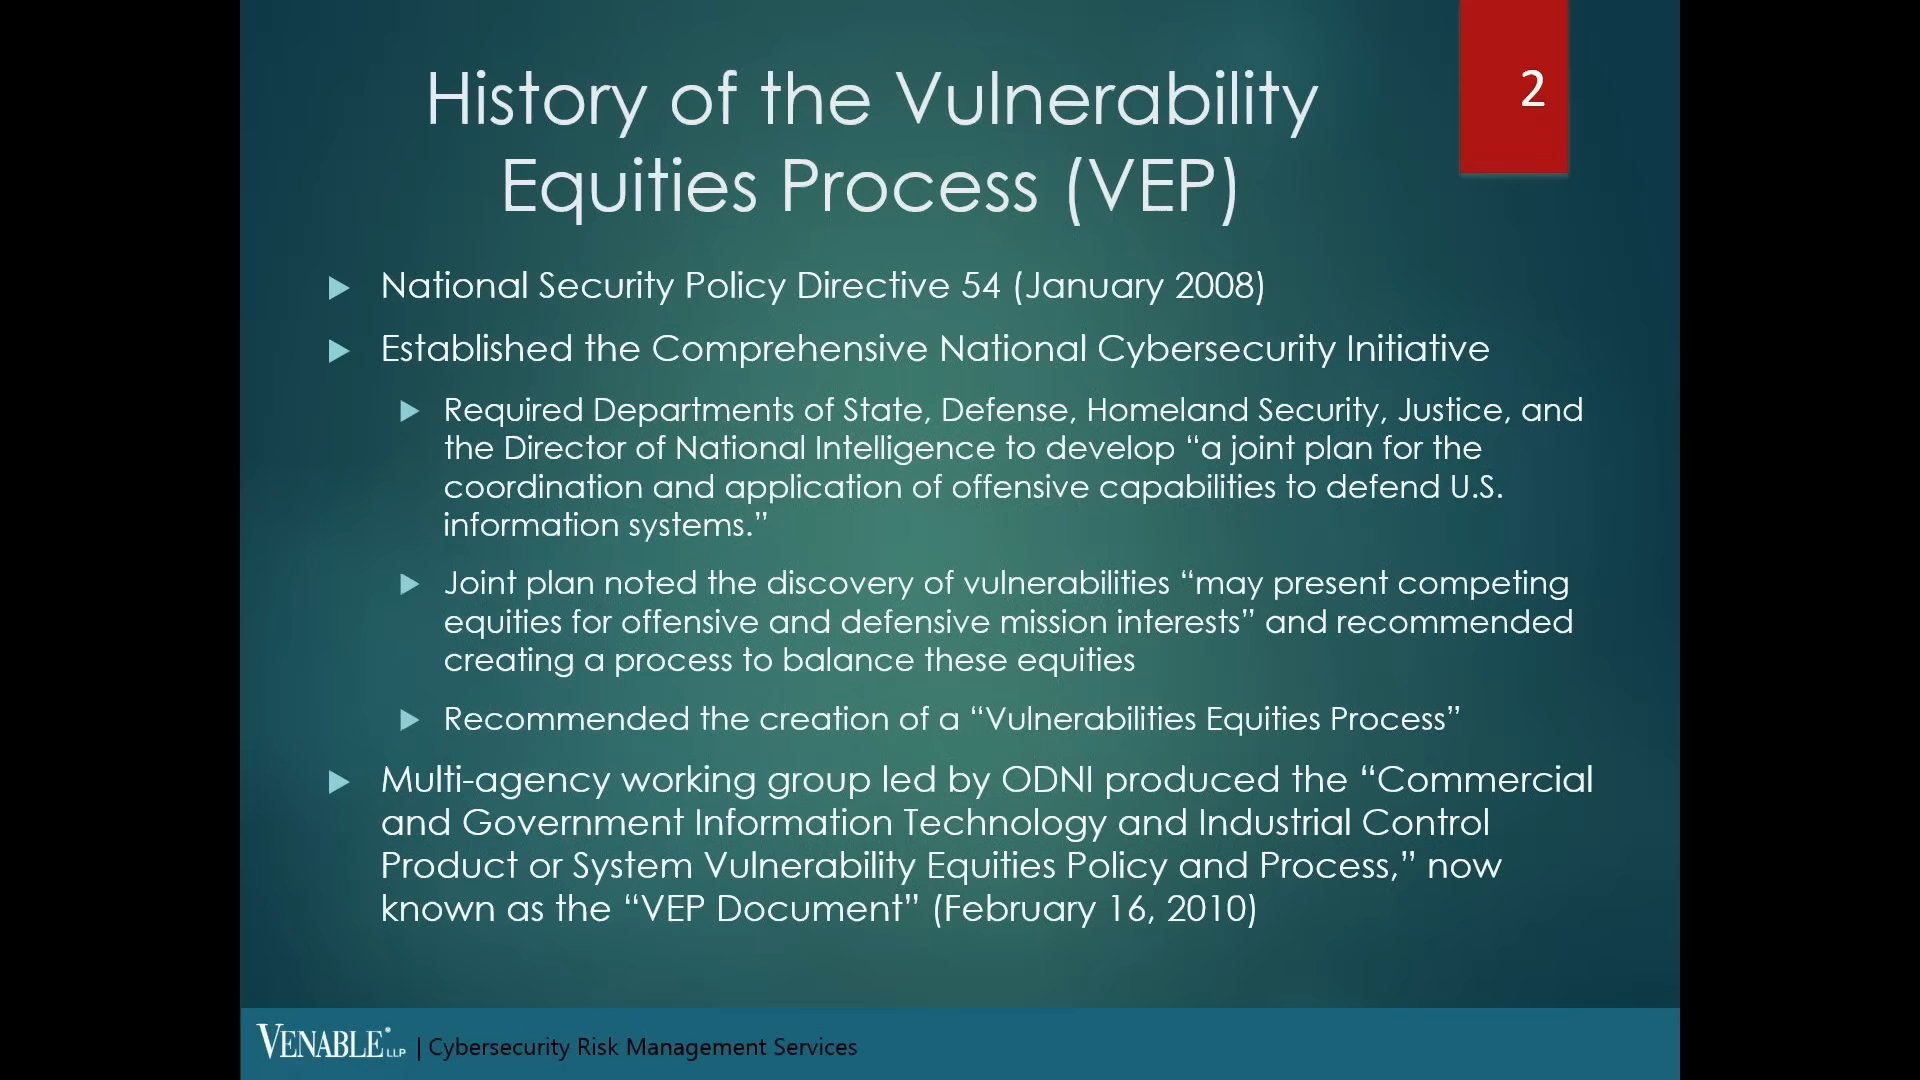 History of the Vulnerability
Equities Process (VEP)
2
National Security Policy Directive 54 (January 2008)
Established the Comprehensive National Cybersecurity Initiative
Required Departments of State, Defense, Homeland Security, Justice, and
the Director of National Intelligence to develop “a joint plan for the
coordination and application of offensive capabilities to defend U.S.
information systems.”
Joint plan noted the discovery of vulnerabilities “may present competing
equities for offensive and defensive mission interests” and recommended
creating a process to balance these equities
Recommended the creation of a “Vulnerabilities Equities Process”
Multi-agency working group led by ODNI produced the “Commercial
and Government Information Technology and Industrial Control
Product or System Vulnerability Equities Policy and Process,” now
known as the “VEP Document” (February 16, 2010)
VENABLE LLP | Cybersecurity Risk Management Services